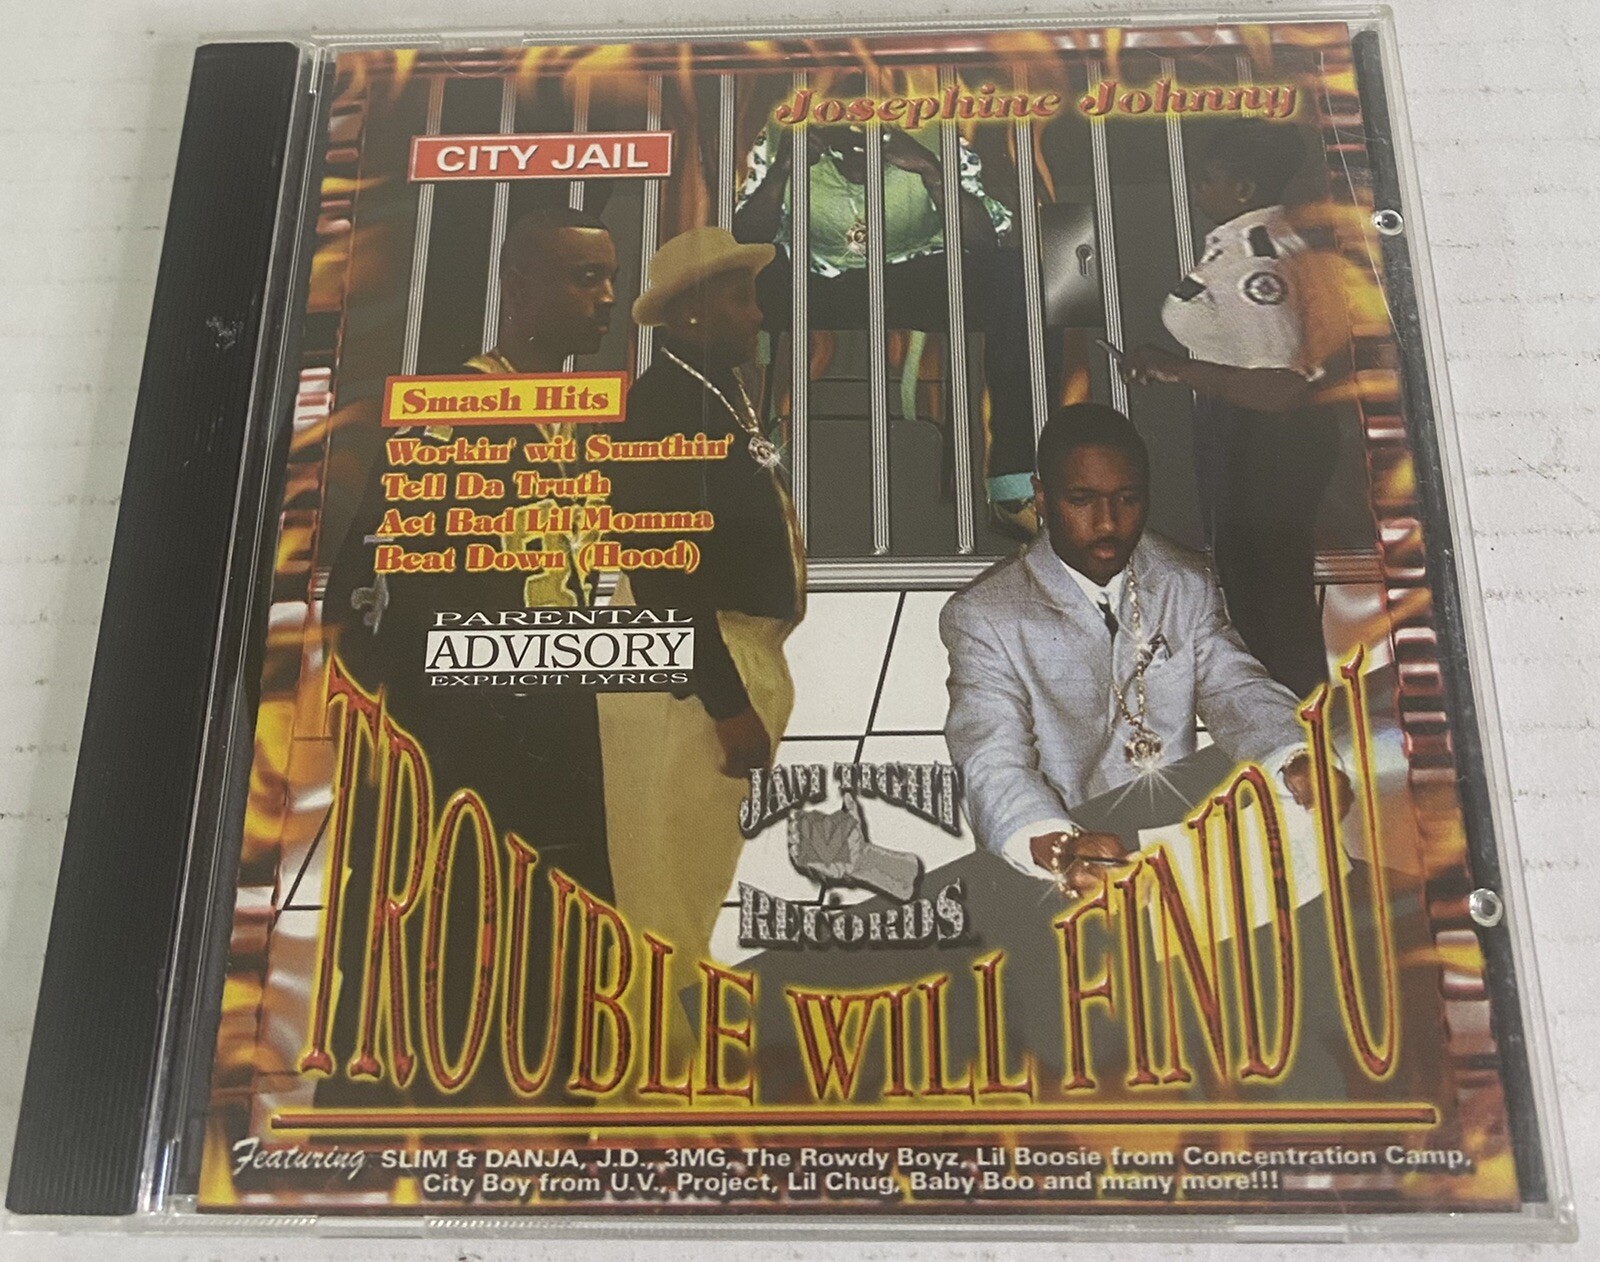 Josephine Johnny
CITY JAIL
Smash Hits
Workin' wit Sumthin'
Tell Da Truth
Act Bad Lil Momma
Beat Down (Hood)
PARENTAL
ADVISORY
EXPLICIT LYRICS
JAM TIGHT
RECORDS
TROUBLE WILL FIND U
Featuring SLIM & DANJA, J.D., 3MG, The Rowdy Boyz, Lil Boosie from Concentration Camp,
City Boy from U.V., Project, Lil Chug, Baby Boo and many more!!!